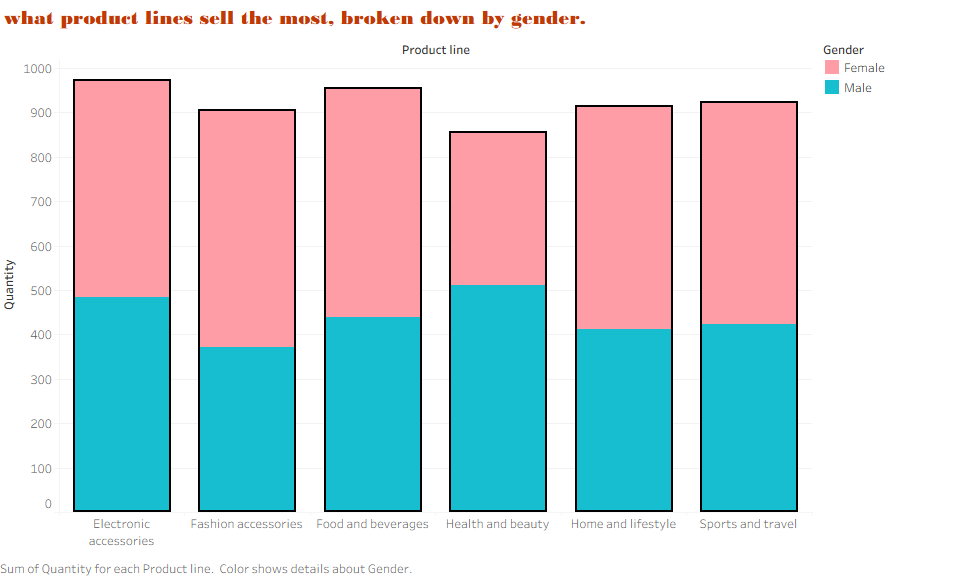 what product lines sell the most, broken down by gender.
Product line
Gender
Female
Male
1000
900
800
700
600
500
400
300
200
100
0
Quantity
Electronic
accessories
Fashion accessories
Food and beverages
Health and beauty
Home and lifestyle
Sports and travel
Sum of Quantity for each Product line. Color shows details about Gender.